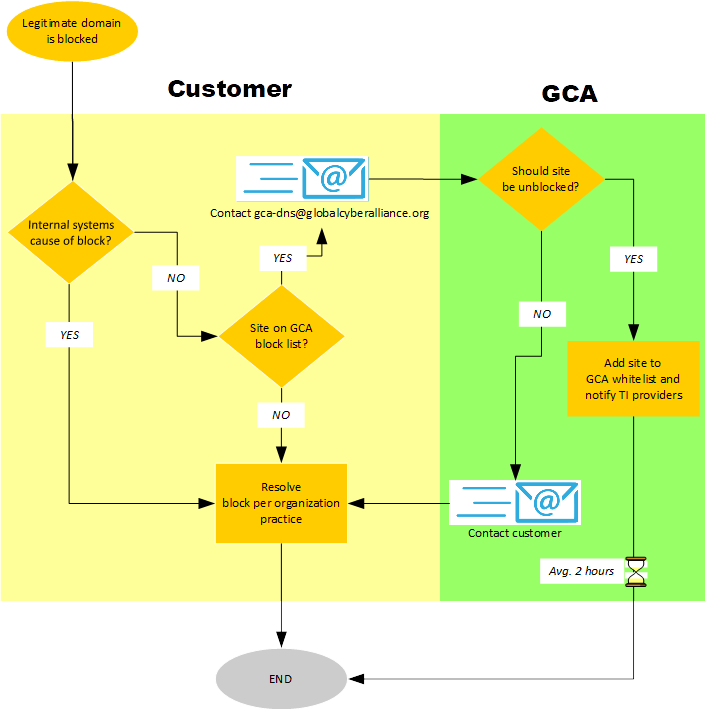 Legitimate domain
is blocked
Customer
GCA
Should site
be unblocked?
@
Contact gca-dns@globalcyberalliance.org
Internal systems
cause of block?
YES
YES
NO
NO
Site on GCA
block list?
YES
Add site to
GCA whitelist and
notify TI providers
NO
Resolve
block per organization
practice
@
Contact customer
Avg. 2 hours
END